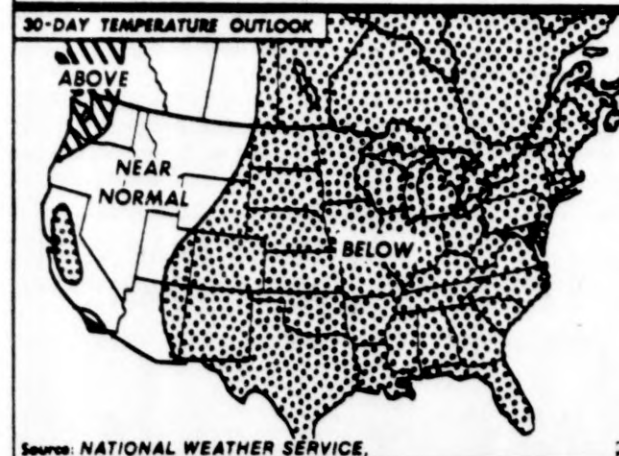 30-DAY TEMPERATURE OUTLOOK
ABOVE
NEAR
NORMAL
BELOW
Source: NATIONAL WEATHER SERVICE,